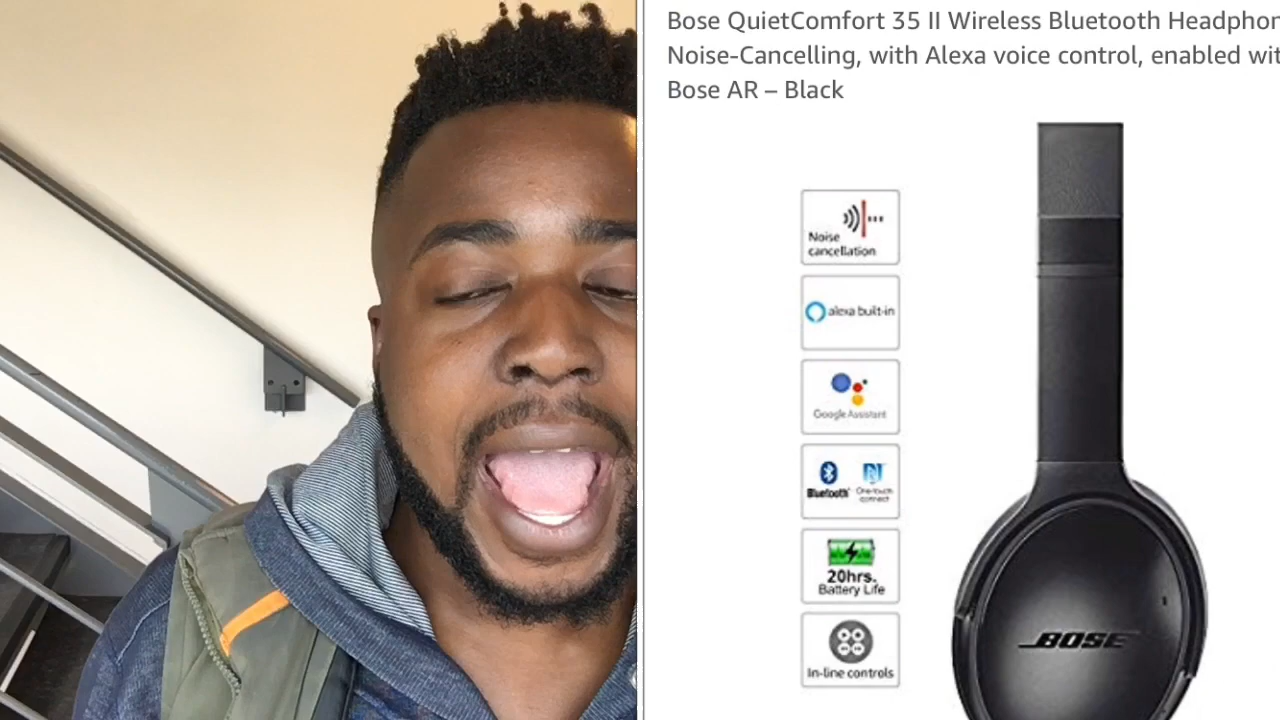 Bose QuietComfort 35 II Wireless Bluetooth Headphon
Noise-Cancelling, with Alexa voice control, enabled wit
Bose AR – Black
Noise
cancellation
alexa built-in
Google Assistant
Bluetooth
One-touch
connect
20hrs.
Battery Life
In-line controls
BOSE